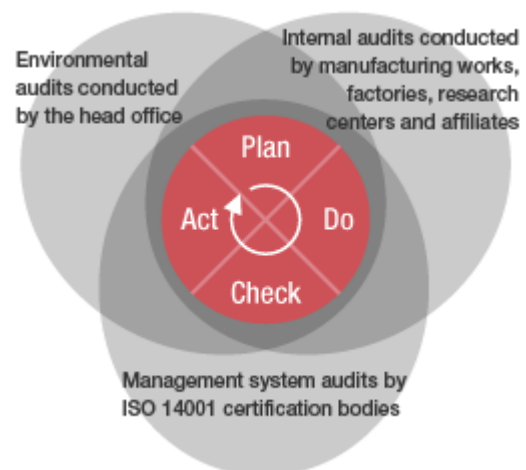 Environmental
audits conducted
by the head office
Internal audits conducted
by manufacturing works,
factories, research
centers and affiliates
Plan
Act
Do
Check
Management system audits by
ISO 14001 certification bodies